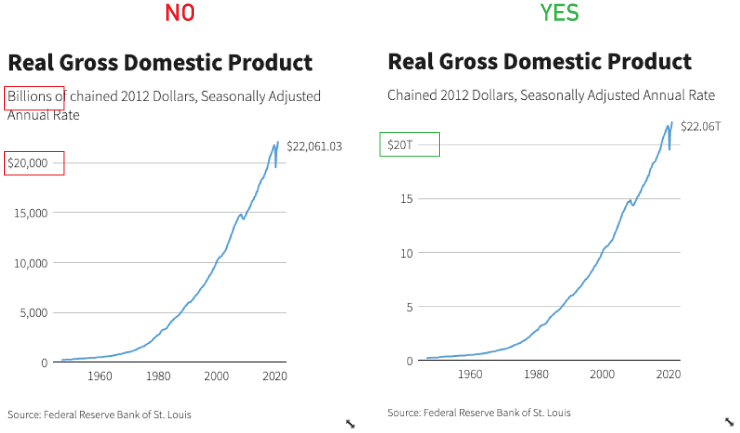 NO
Real Gross Domestic Product
Billions of chained 2012 Dollars, Seasonally Adjusted
Annual Rate
$22,061.03
$20,000
15,000
10,000
5,000
0
1960 1980 2000 2020
Source: Federal Reserve Bank of St. Louis
YES
Real Gross Domestic Product
Chained 2012 Dollars, Seasonally Adjusted Annual Rate
$22.06T
$20T
15
10
5
0
1960 1980 2000 2020
Source: Federal Reserve Bank of St. Louis